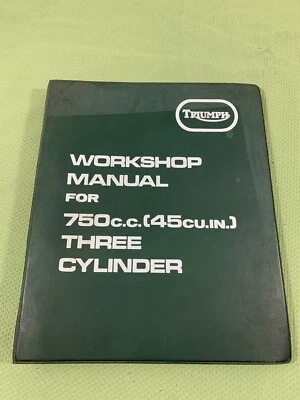 TRIUMPH
WORKSHOP
MANUAL
FOR
750c.c.(45cu.in.)
THREE
CYLINDER